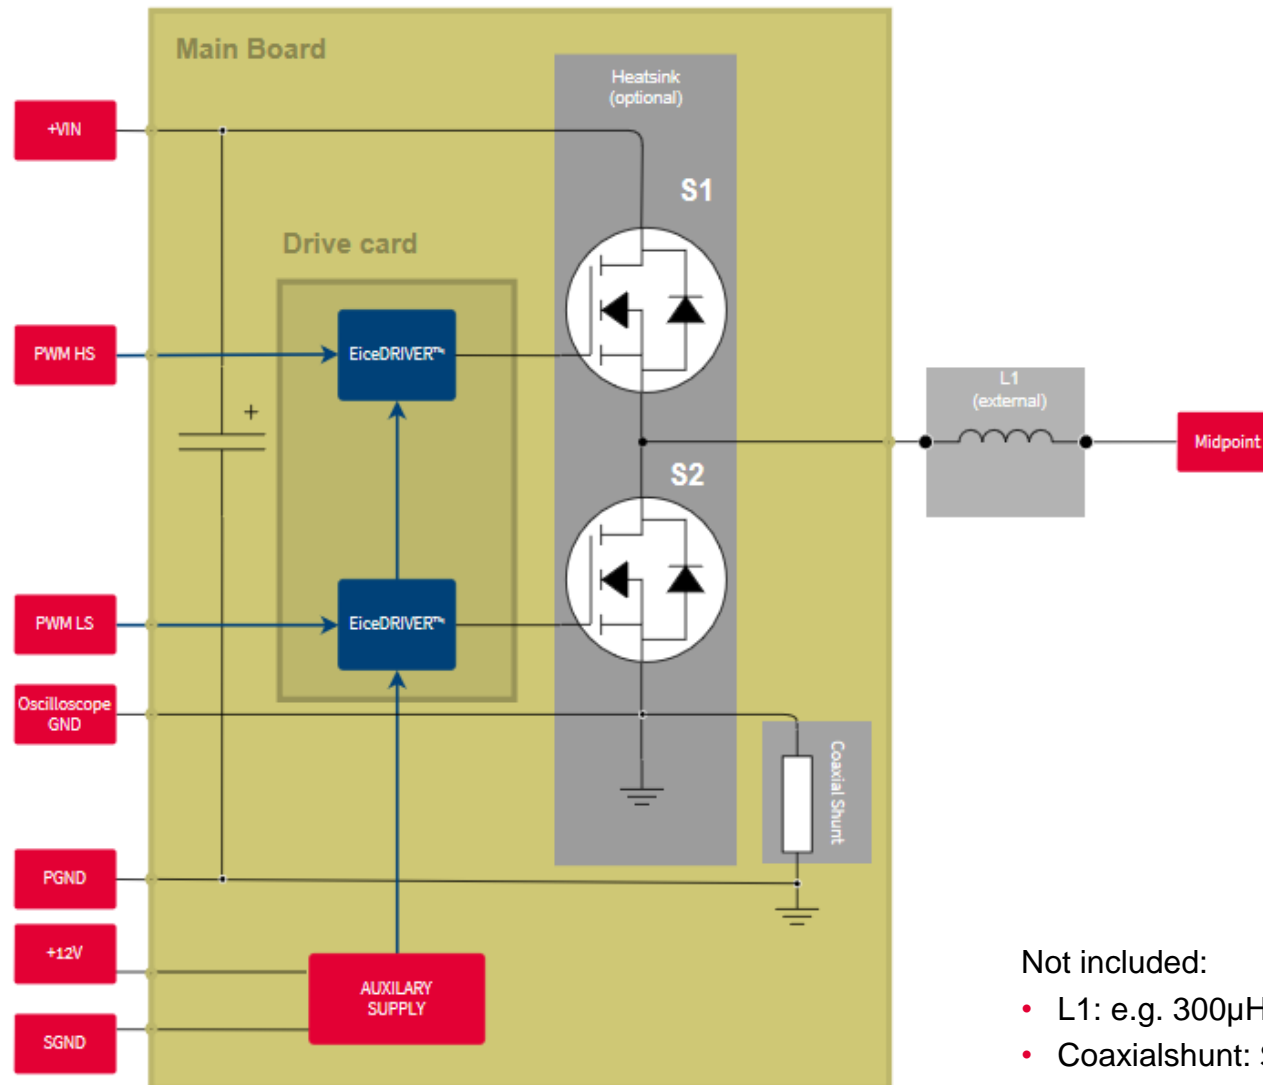 Main Board
Heatsink
(optional)
+VIN
S1
Drive card
PWM HS
EiceDRIVER™
L1
(external)
+
Midpoint
S2
PWM LS
EiceDRIVER™
Oscilloscope
GND
Coaxial Shunt
PGND
+12V
AUXILARY
SUPPLY
SGND
Not included:
• L1: e.g. 300µH
• Coaxialshunt: